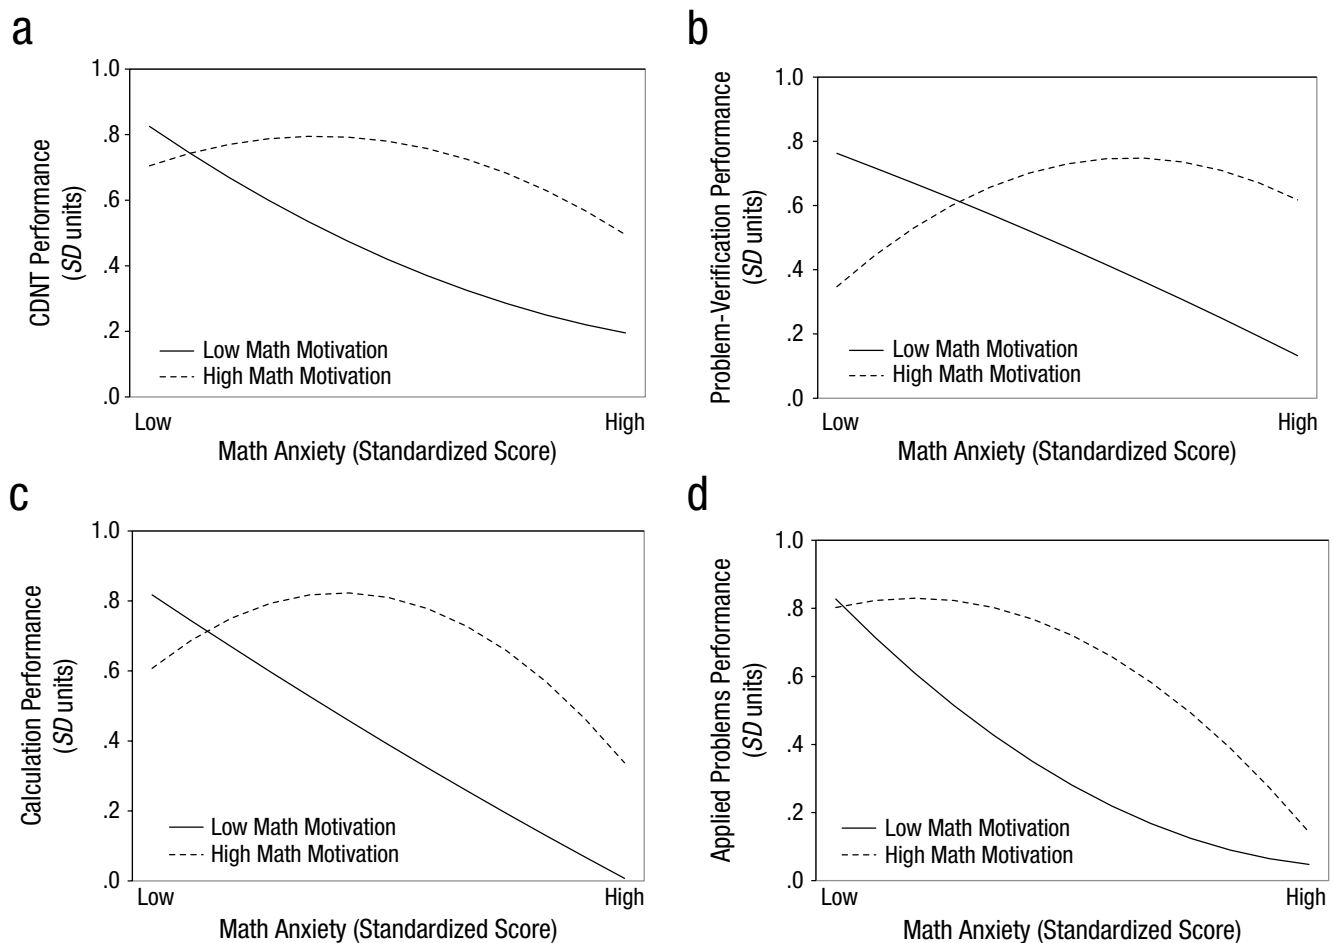 a
CDNT Performance
(SD units)
1.0
.8
.6
.4
.2
.0
Low Math Motivation
High Math Motivation
Low
High
Math Anxiety (Standardized Score)
b
Problem-Verification Performance
(SD units)
1.0
.8
.6
.4
.2
.0
Low Math Motivation
High Math Motivation
Low
High
Math Anxiety (Standardized Score)
c
Calculation Performance
(SD units)
1.0
.8
.6
.4
.2
.0
Low Math Motivation
High Math Motivation
Low
High
Math Anxiety (Standardized Score)
d
Applied Problems Performance
(SD units)
1.0
.8
.6
.4
.2
.0
Low Math Motivation
High Math Motivation
Low
High
Math Anxiety (Standardized Score)